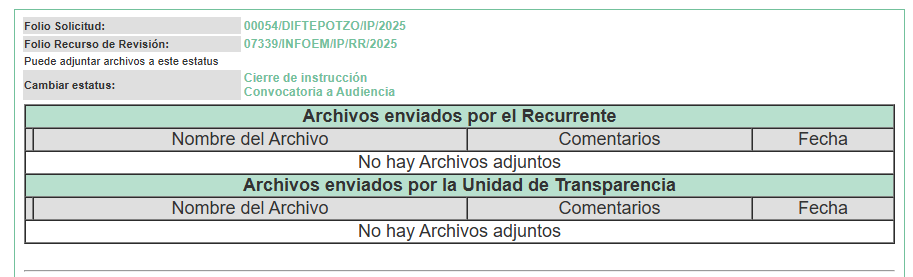 Folio Solicitud: 00054/DIFTEPOTZO/IP/2025
Folio Recurso de Revisión: 07339/INFOEM/IP/RR/2025
Puede adjuntar archivos a este estatus
Cambiar estatus: Cierre de instrucción
Convocatoria a Audiencia
Archivos enviados por el Recurrente
Nombre del Archivo Comentarios Fecha
No hay Archivos adjuntos
Archivos enviados por la Unidad de Transparencia
Nombre del Archivo Comentarios Fecha
No hay Archivos adjuntos